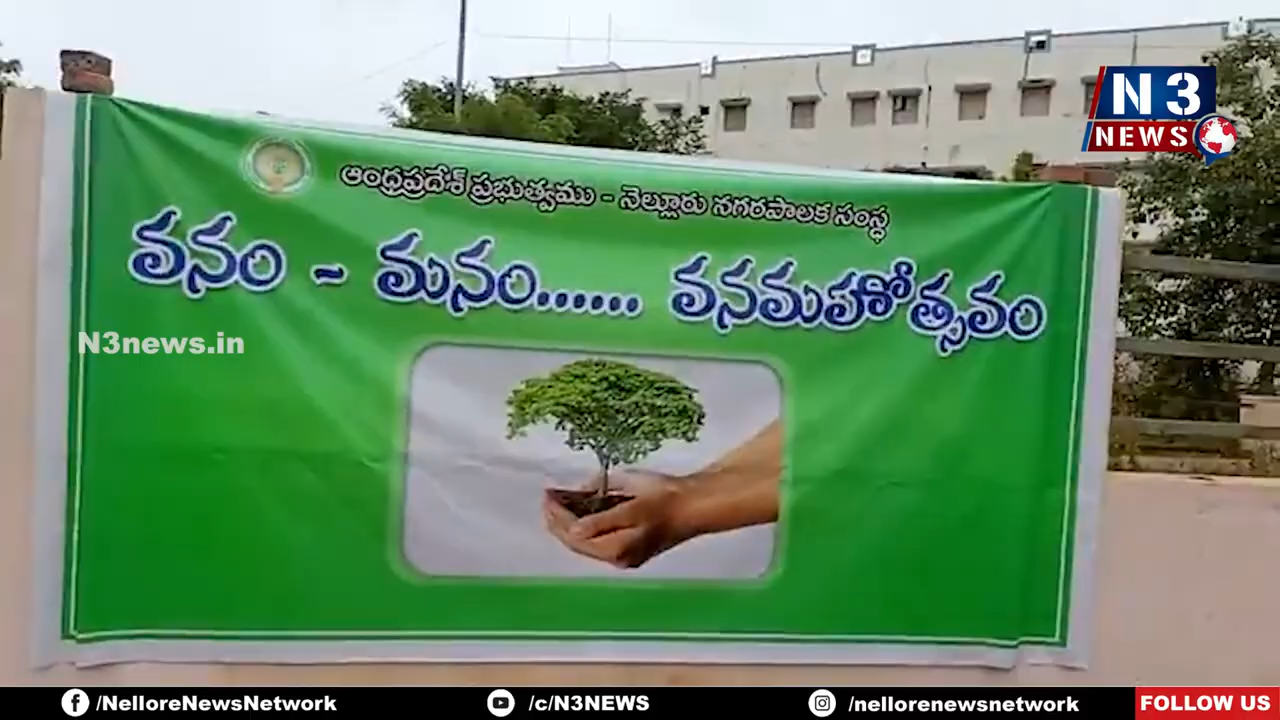 N3
NEWS
ఆంధ్రప్రదేశ్ ప్రభుత్వము - నెల్లూరు నగరపాలక సంస్థ
వనం - మనం...... వనమహోత్సవం
N3news.in
/NelloreNewsNetwork
/c/N3NEWS
/nellorenewsnetwork
FOLLOW US